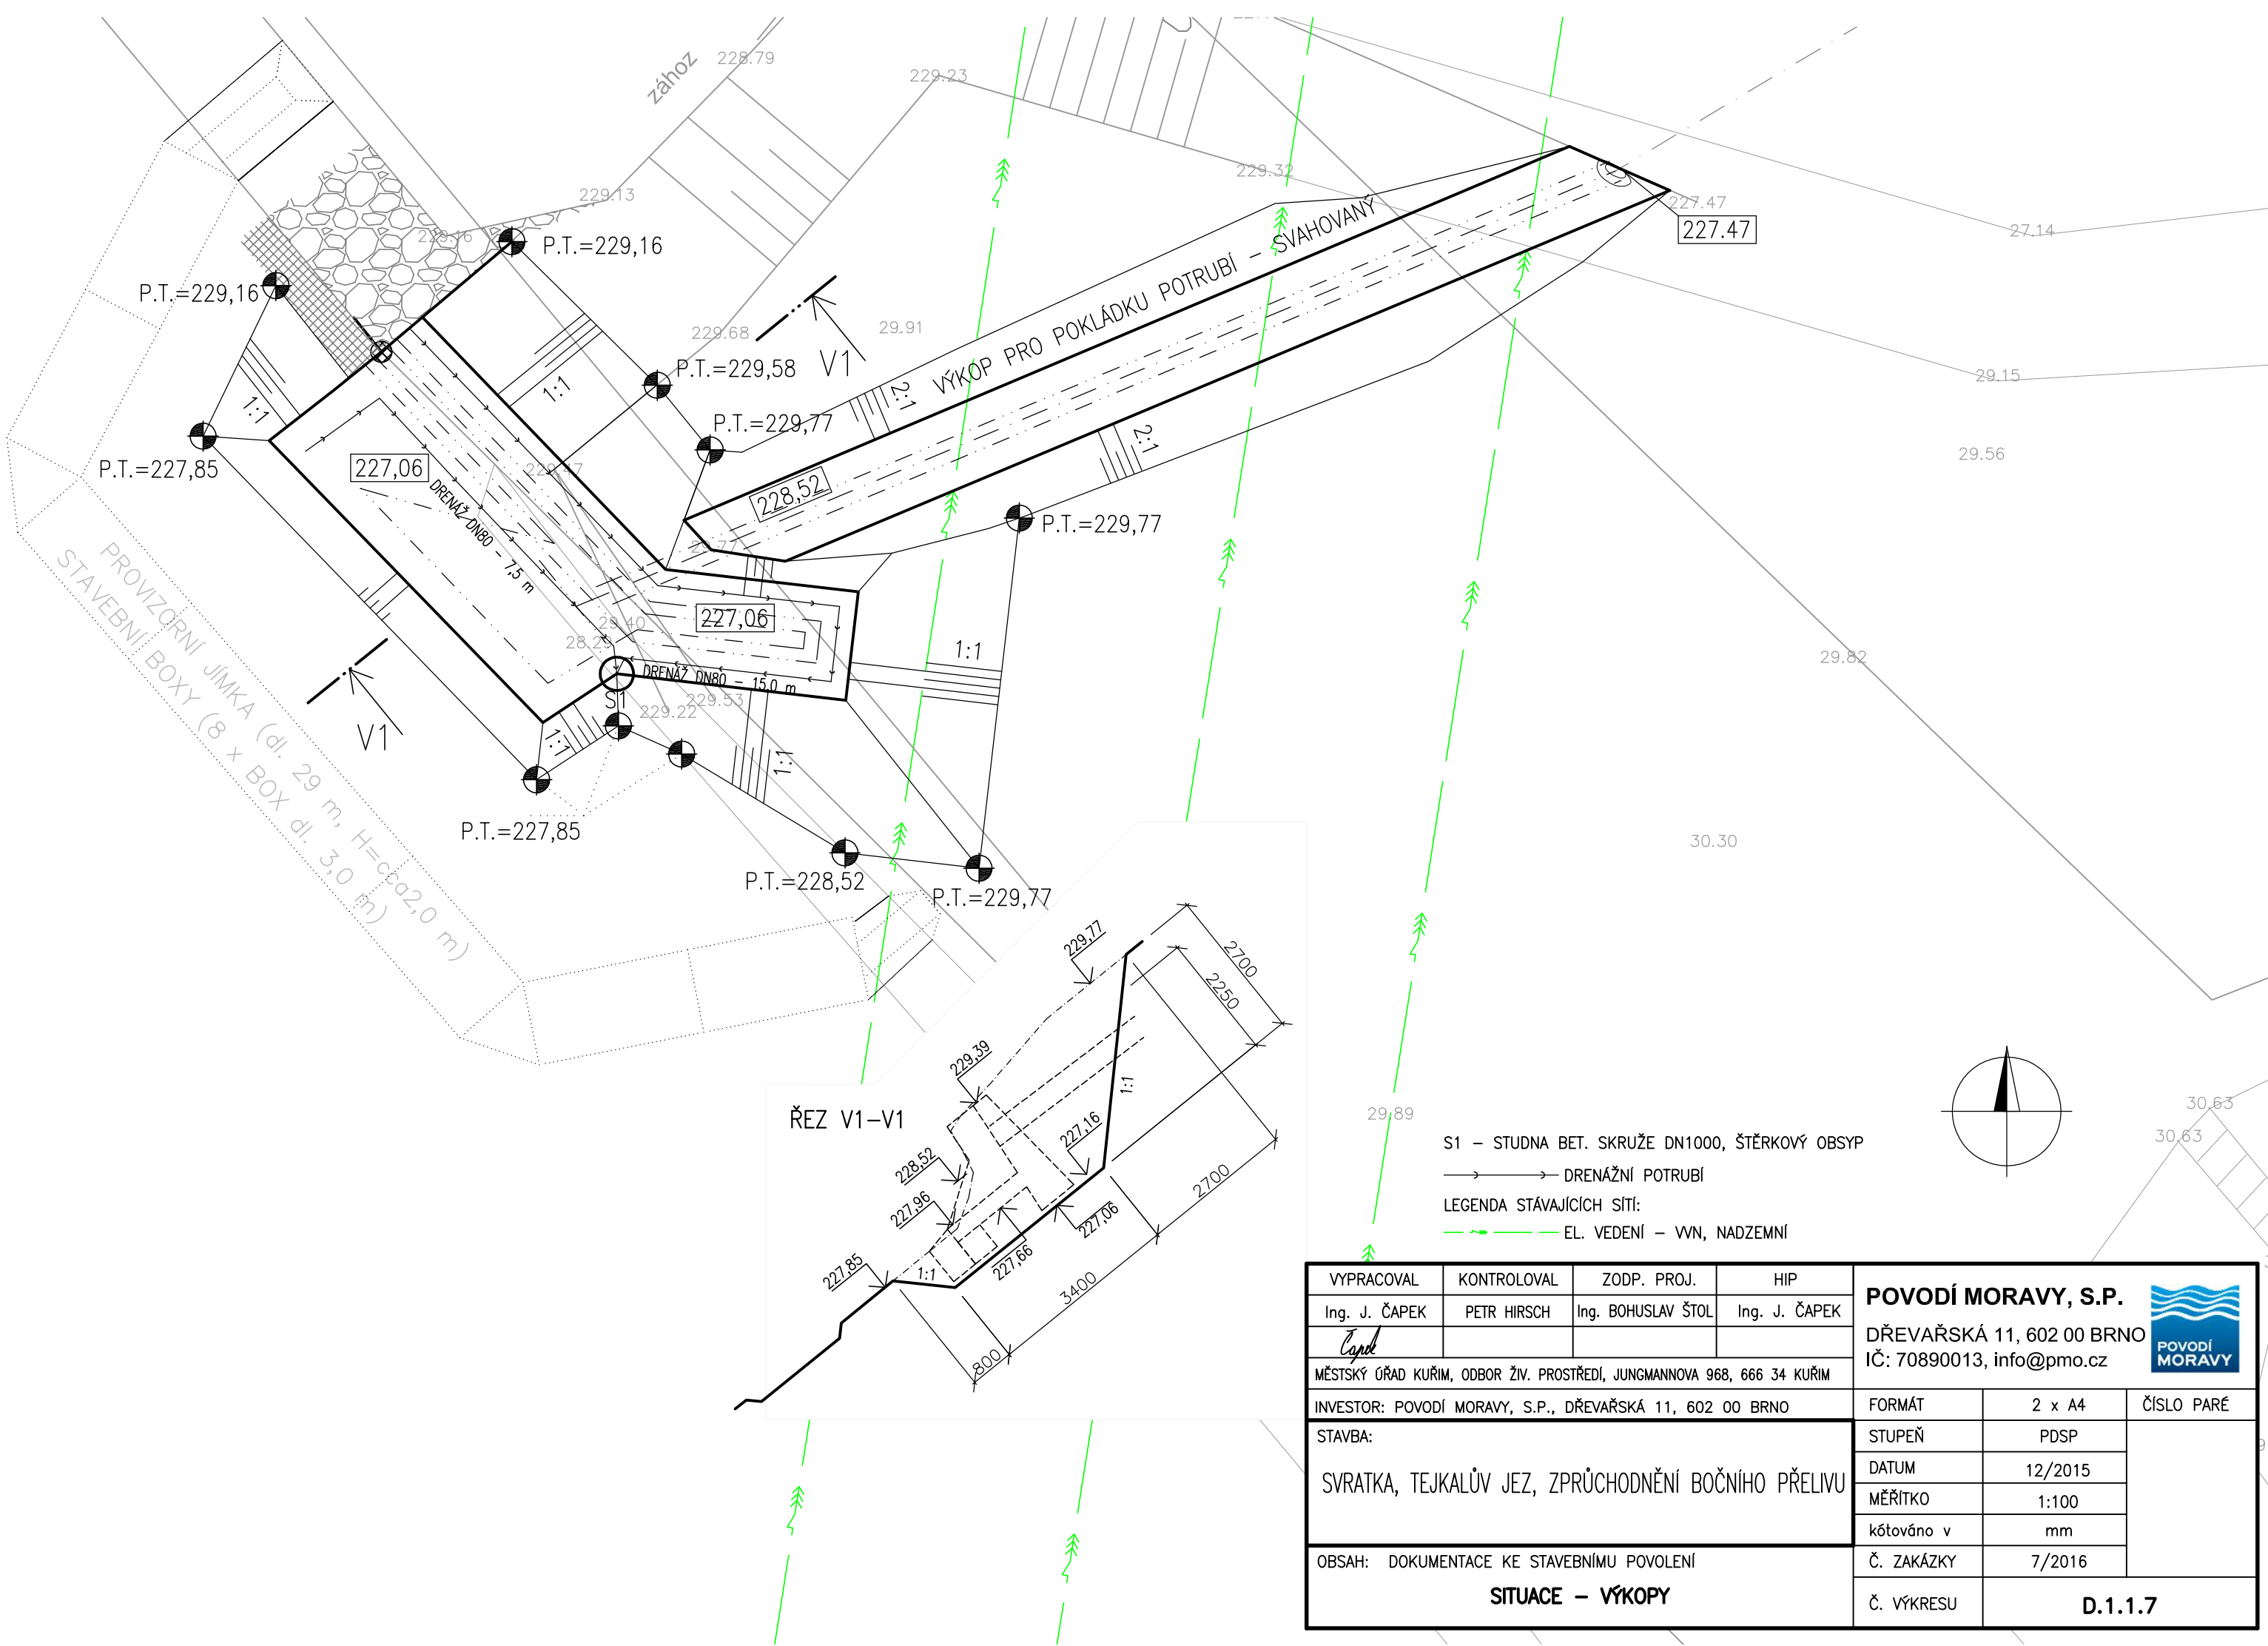 228.79
229.23
zához
229.13
229.32
227.47
227.47
27.14
229.16
P.T.=229,16
P.T.=229,16
VÝKOP PRO POKLÁDKU POTRUBÍ - SVAHOVANÝ
229.68
29.91
V1
P.T.=229,58
1:1
1:1
2:1
2:1
29.15
P.T.=229,77
29.56
P.T.=227,85
227,06
229.47
228,52
DRENÁŽ DN80 - 7,5 m
P.T.=229,77
29.77
227,06
29.40
28.29
1:1
29.82
DRENÁŽ DN80 - 15,0 m
S1
229.22
229.53
V1
1:1
1:1
P.T.=227,85
P.T.=228,52
P.T.=229,77
30.30
PROVIZORNÍ JÍMKA (dl. 29 m, H=cca2,0 m)
STAVEBNÍ BOXY (8 x BOX dl. 3,0 m)
229,77
2700
2250
229,39
1:1
ŘEZ V1-V1
227,16
228,52
2700
227,96
227,06
227,66
227,85
1:1
3400
800
29.89
30.63
30.63
S1 - STUDNA BET. SKRUŽE DN1000, ŠTĚRKOVÝ OBSYP
DRENÁŽNÍ POTRUBÍ
LEGENDA STÁVAJÍCÍCH SÍTÍ:
EL. VEDENÍ - VVN, NADZEMNÍ
VYPRACOVAL KONTROLOVAL ZODP. PROJ. HIP
Ing. J. ČAPEK PETR HIRSCH Ing. BOHUSLAV ŠTOL Ing. J. ČAPEK
Čapek
MĚSTSKÝ ÚŘAD KUŘIM, ODBOR ŽIV. PROSTŘEDÍ, JUNGMANNOVA 968, 666 34 KUŘIM
INVESTOR: POVODÍ MORAVY, S.P., DŘEVAŘSKÁ 11, 602 00 BRNO
STAVBA:
SVRATKA, TEJKALŮV JEZ, ZPRŮCHODNĚNÍ BOČNÍHO PŘELIVU
OBSAH: DOKUMENTACE KE STAVEBNÍMU POVOLENÍ
SITUACE - VÝKOPY
POVODÍ MORAVY, S.P.
DŘEVAŘSKÁ 11, 602 00 BRNO
IČ: 70890013, info@pmo.cz
POVODÍ
MORAVY
FORMÁT 2 x A4 ČÍSLO PARÉ
STUPEŇ PDSP
DATUM 12/2015
MĚŘÍTKO 1:100
kótováno v mm
Č. ZAKÁZKY 7/2016
Č. VÝKRESU D.1.1.7